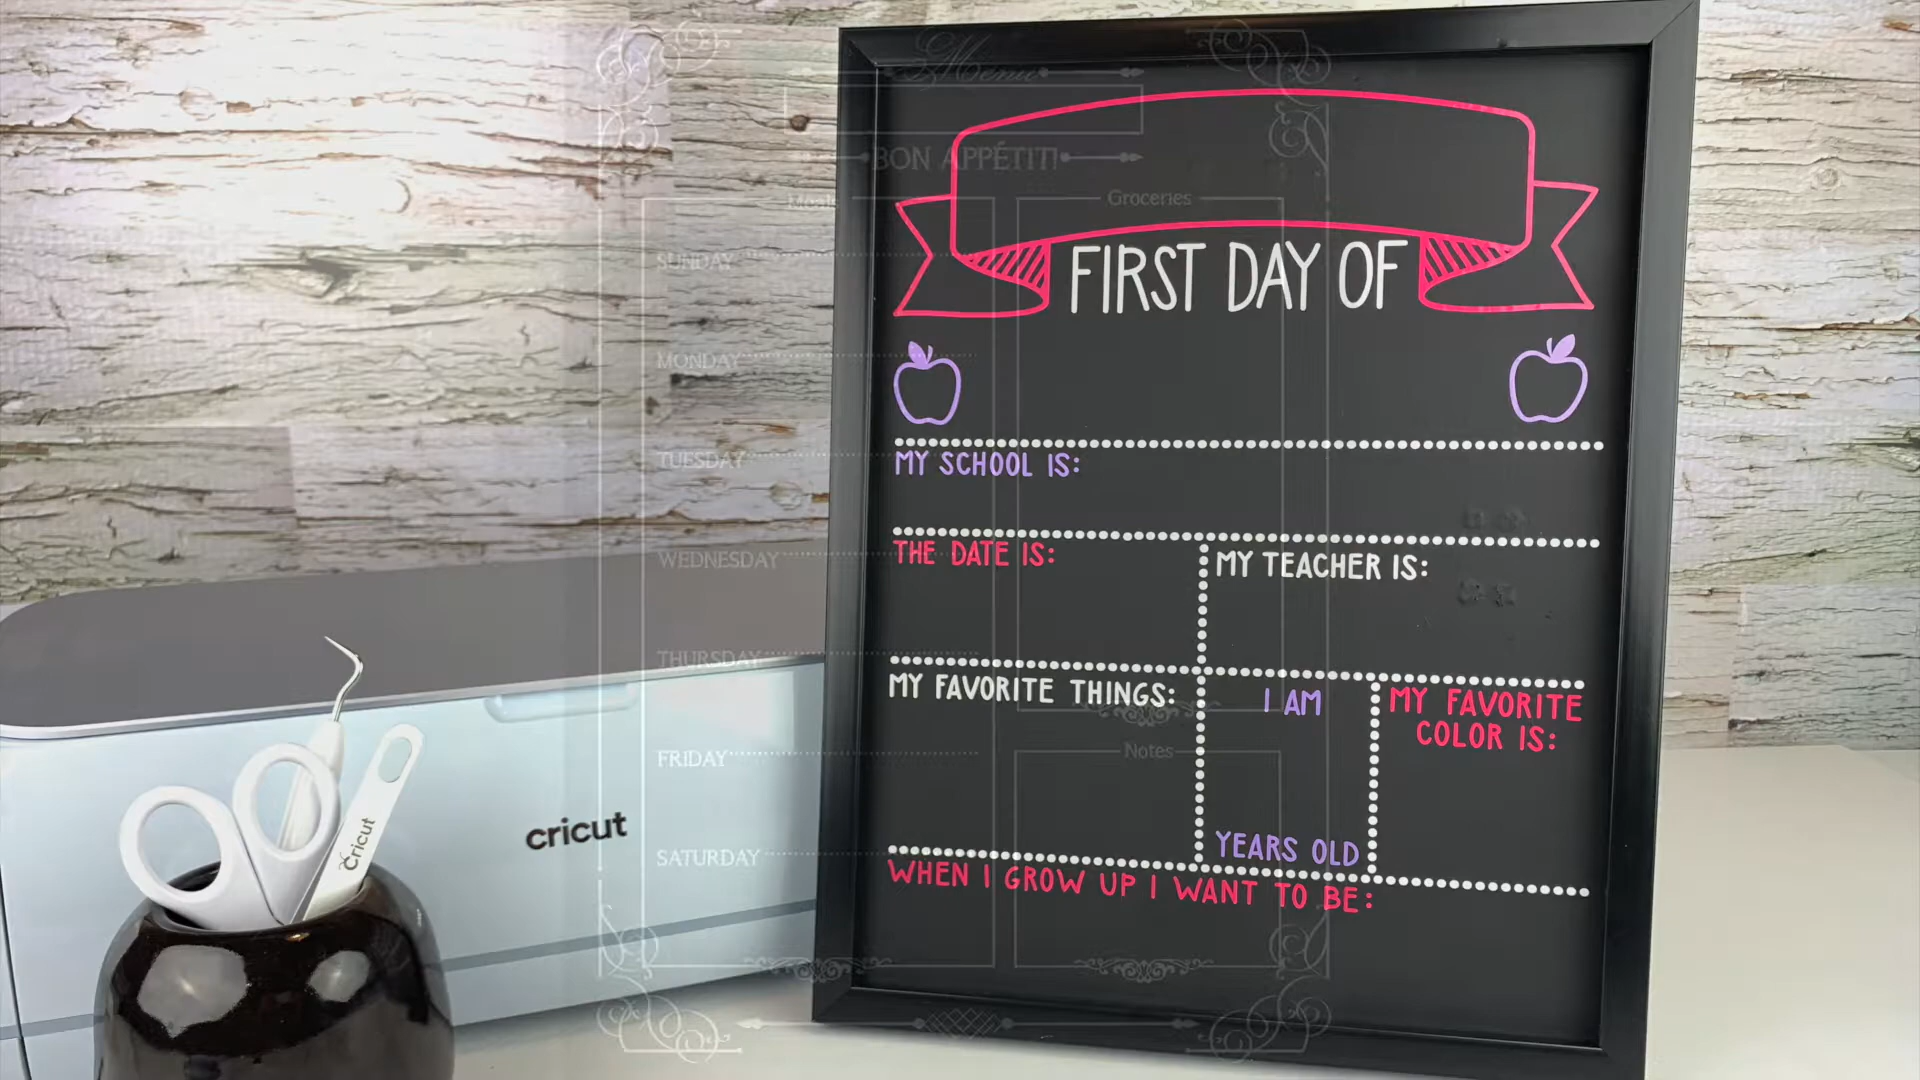 Menu
BON APPÉTIT!
Meals
Groceries
SUNDAY
MONDAY
TUESDAY
WEDNESDAY
THURSDAY
FRIDAY
SATURDAY
Notes
FIRST DAY OF
MY SCHOOL IS:
THE DATE IS:
MY TEACHER IS:
MY FAVORITE THINGS:
I AM
YEARS OLD
MY FAVORITE
COLOR IS:
WHEN I GROW UP I WANT TO BE:
cricut
Cricut